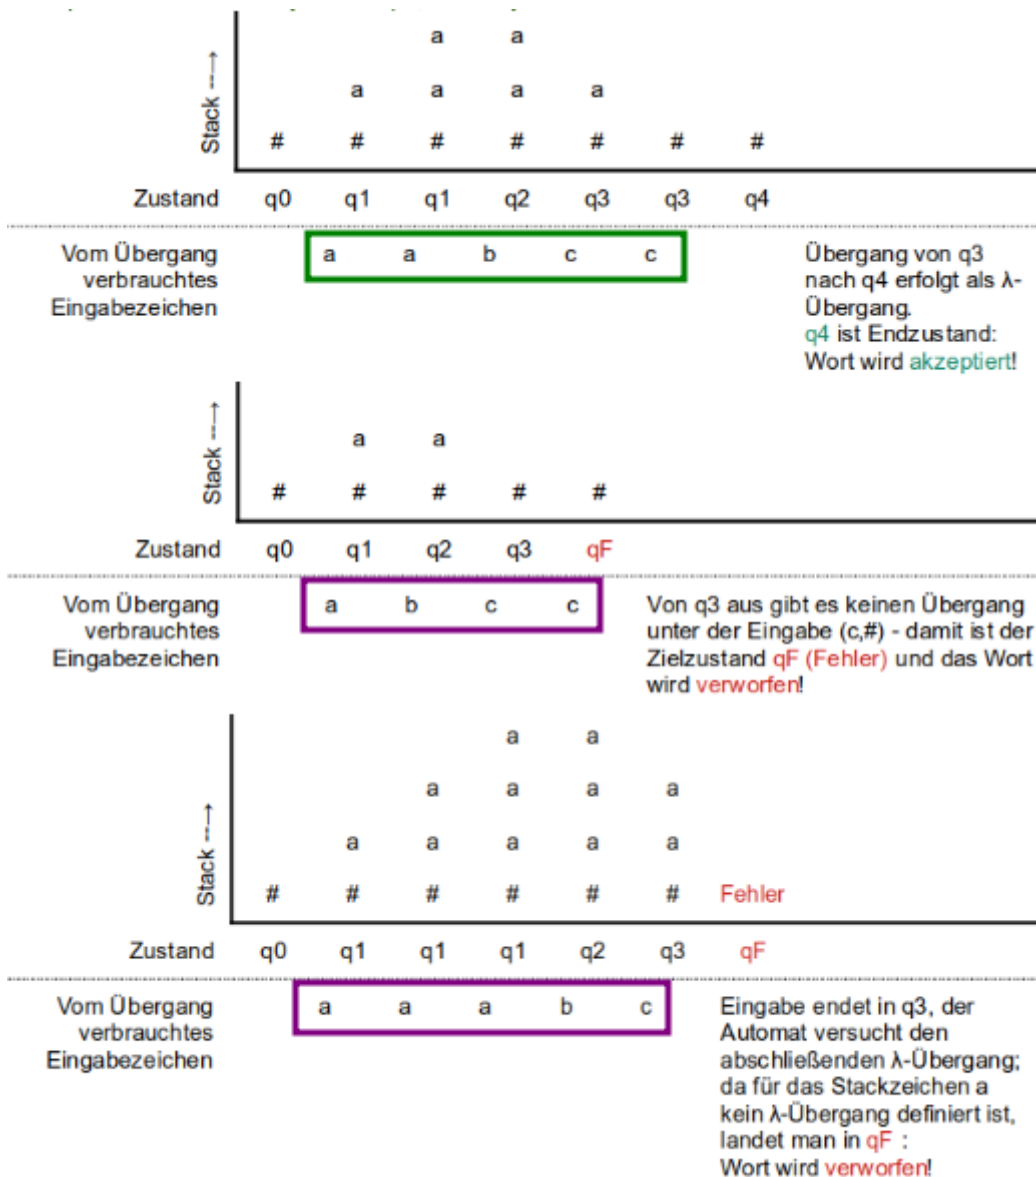 a a
a a a a
Stack --→
# # # # # # #
Zustand q0 q1 q1 q2 q3 q3 q4
Vom Übergang
verbrauchtes
Eingabezeichen
a a b c c
Übergang von q3
nach q4 erfolgt als λ-
Übergang.
q4 ist Endzustand:
Wort wird akzeptiert!
a a
Stack --→
# # # # #
Zustand q0 q1 q2 q3 qF
Vom Übergang
verbrauchtes
Eingabezeichen
a b c c
Von q3 aus gibt es keinen Übergang
unter der Eingabe (c,#) - damit ist der
Zielzustand qF (Fehler) und das Wort
wird verworfen!
a a
a a a a
a a a a a
Stack --→
# # # # # # Fehler
Zustand q0 q1 q1 q1 q2 q3 qF
Vom Übergang
verbrauchtes
Eingabezeichen
a a a b c
Eingabe endet in q3, der
Automat versucht den
abschließenden λ-Übergang;
da für das Stackzeichen a
kein λ-Übergang definiert ist,
landet man in qF :
Wort wird verworfen!